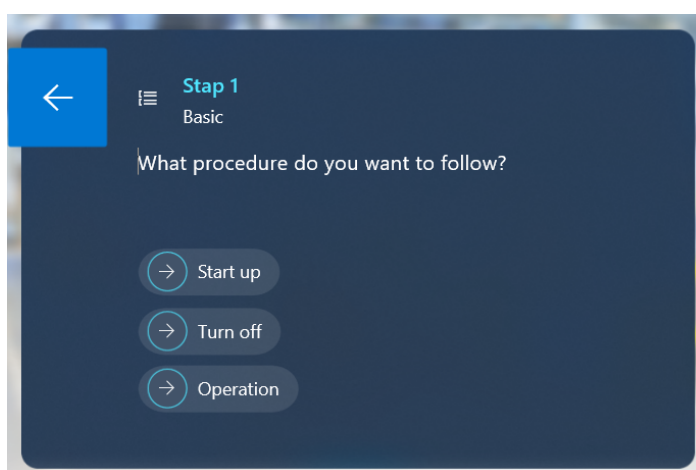 Stap 1
Basic
What procedure do you want to follow?
Start up
Turn off
Operation